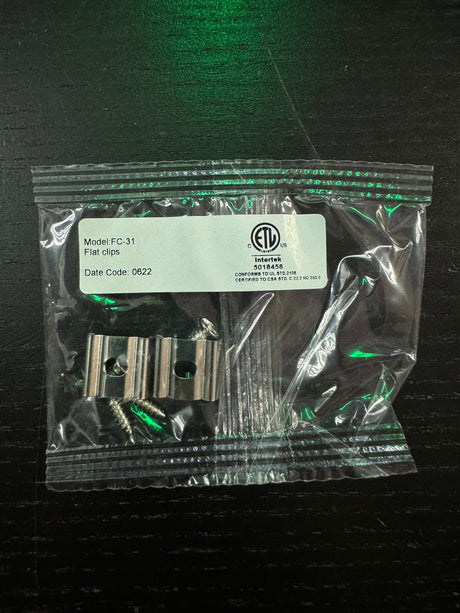 Model:FC-31
Flat clips
Date Code: 0622
C ETL US
Intertek
5018458
CONFORMS TO UL STD.2108
CERTIFIED TO CSA STD. C 22.2 NO 250.0